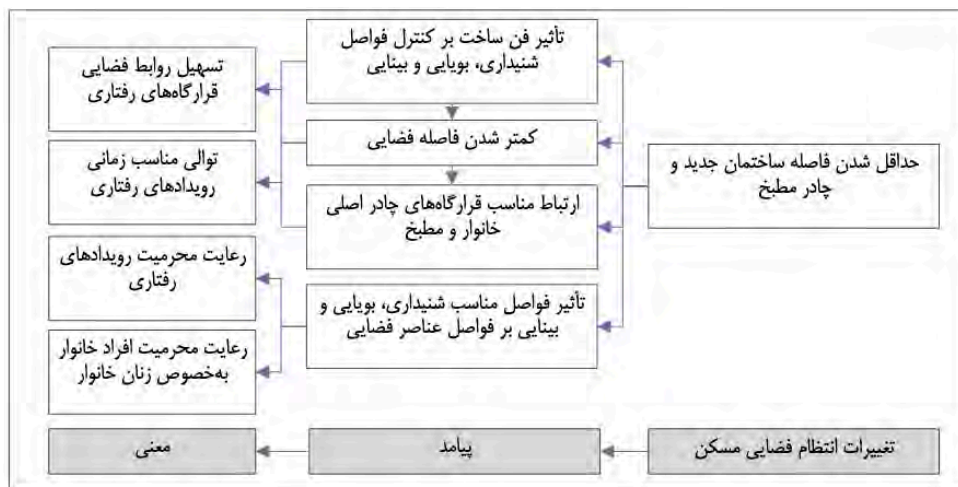 حداقل شدن فاصله ساختمان جدید و
چادر مطبخ
تأثیر فن ساخت بر کنترل فواصل
شنیداری، بویایی و بینایی
کمتر شدن فاصله فضایی
ارتباط مناسب قرارگاه‌های چادر اصلی
خانوار و مطبخ
تأثیر فواصل مناسب شنیداری، بویایی و
بینایی بر فواصل عناصر فضایی
تسهیل روابط فضایی
قرارگاه‌های رفتاری
توالی مناسب زمانی
رویدادهای رفتاری
رعایت محرمیت رویدادهای
رفتاری
رعایت محرمیت افراد خانوار
به‌خصوص زنان خانوار
تغییرات انتظام فضایی مسکن
پیامد
معنی